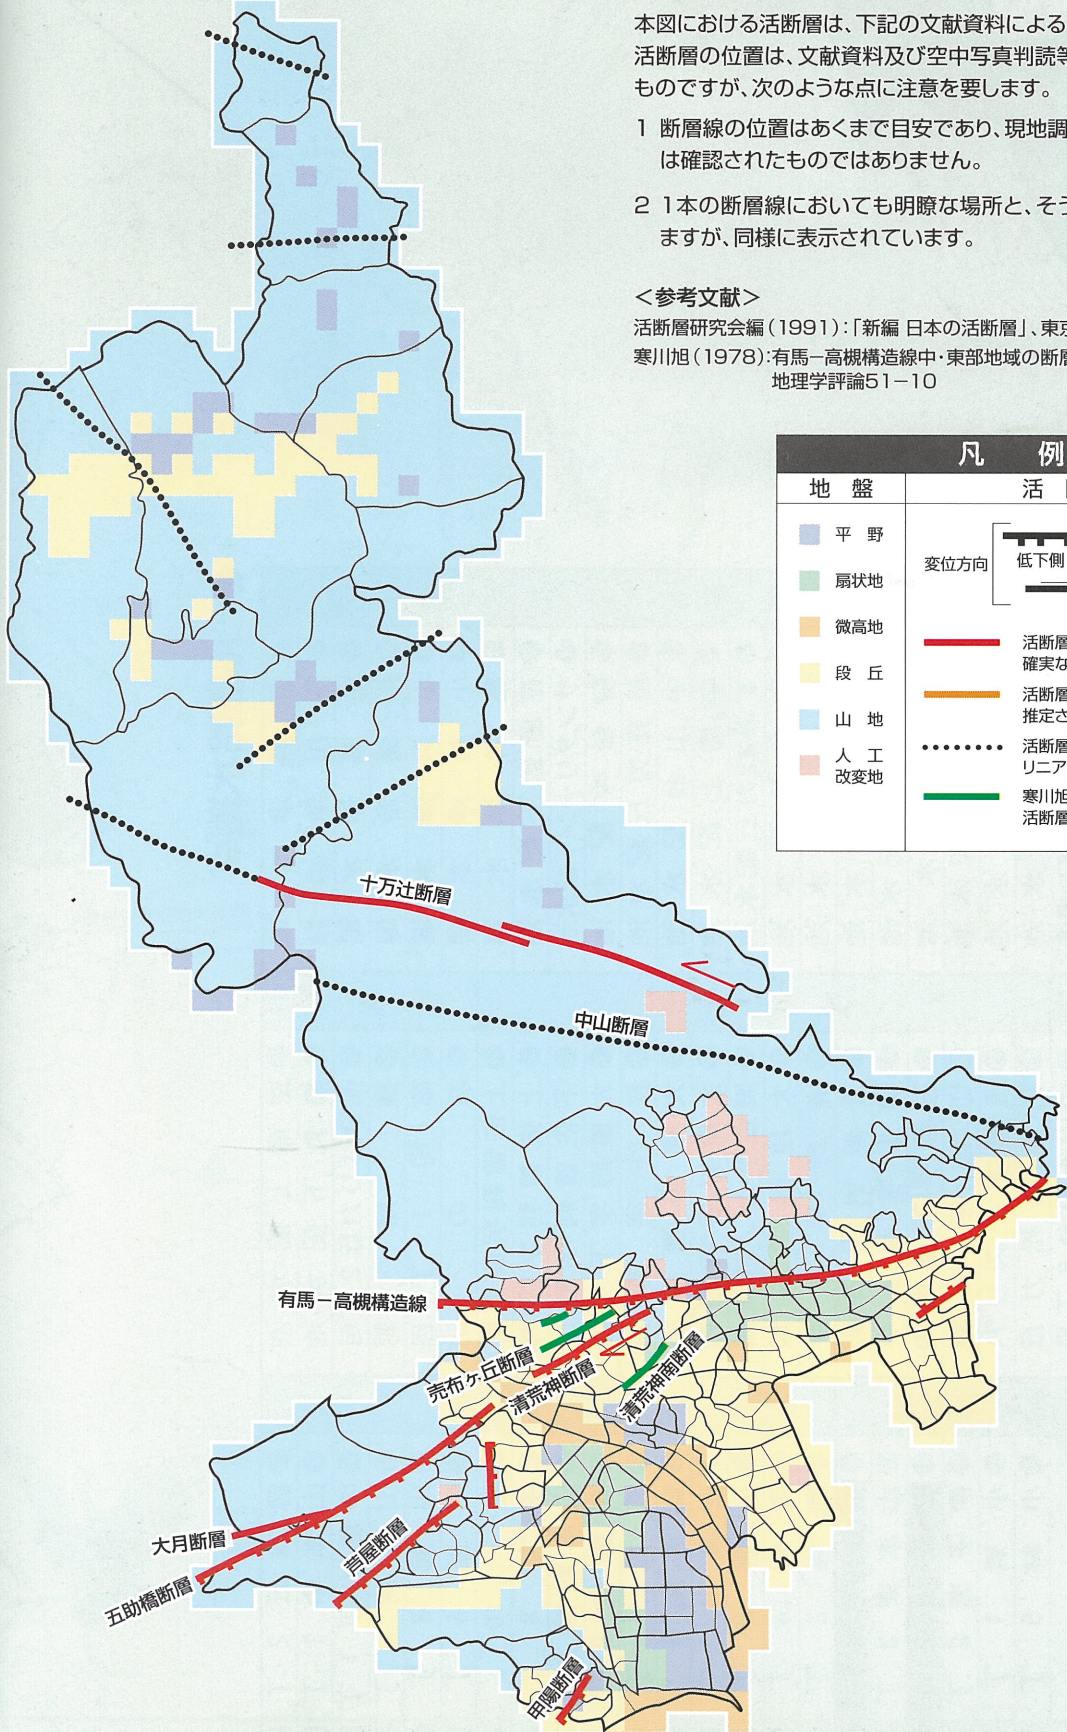 本図における活断層は、下記の文献資料による
活断層の位置は、文献資料及び空中写真判読等
ものですが、次のような点に注意を要します。
1 断層線の位置はあくまで目安であり、現地調
は確認されたものではありません。
2 1本の断層線においても明瞭な場所と、そう
ますが、同様に表示されています。
＜参考文献＞
活断層研究会編(1991):「新編 日本の活断層」、東京
寒川旭(1978):有馬－高槻構造線中・東部地域の断層
地理学評論51－10
凡 例
地 盤
活
平 野
扇状地
微高地
段 丘
山 地
人 工
改変地
変位方向
低下側
活断層
確実な
活断層
推定さ
活断層
リニア
寒川旭
活断層
十万辻断層
中山断層
有馬－高槻構造線
売布ヶ丘断層
清荒神断層
清荒神南断層
大月断層
五助橋断層
芦屋断層
甲陽断層